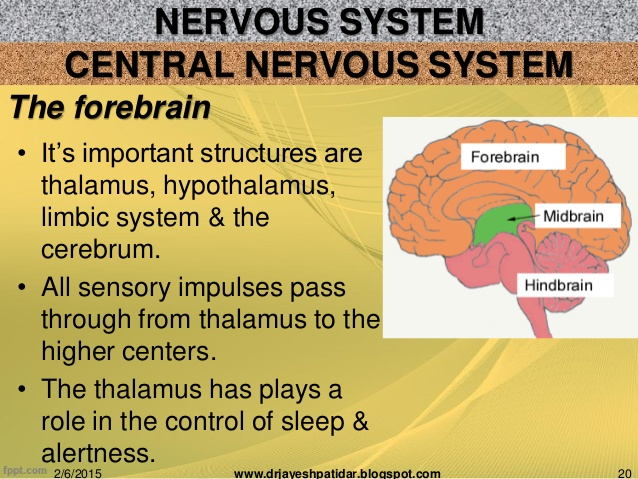 NERVOUS SYSTEM
CENTRAL NERVOUS SYSTEM
The forebrain
• It’s important structures are
thalamus, hypothalamus,
limbic system & the
cerebrum.
• All sensory impulses pass
through from thalamus to the
higher centers.
• The thalamus has plays a
role in the control of sleep &
alertness.
Forebrain
Midbrain
Hindbrain
fppt.com
2/6/2015
www.drjayeshpatidar.blogspot.com
20